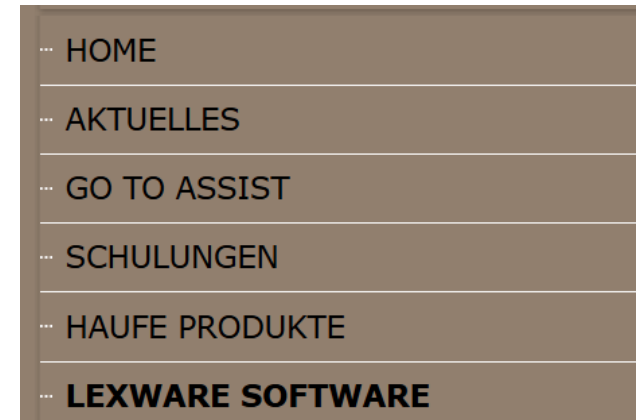 HOME
AKTUELLES
GO TO ASSIST
SCHULUNGEN
HAUFE PRODUKTE
LEXWARE SOFTWARE